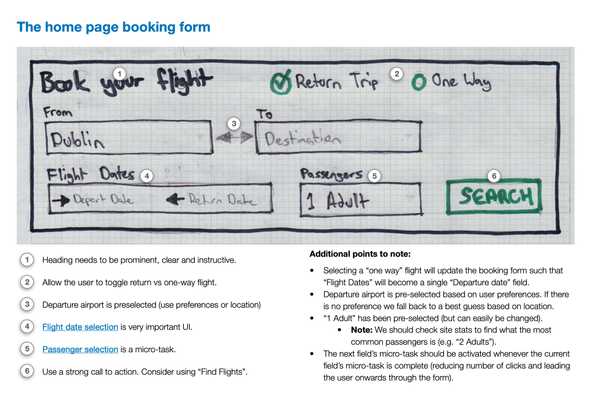 The home page booking form
Book your flight
1
Return Trip
2
One Way
From
3
To
Dublin
Destination
Flight Dates
4
Passengers
5
6
Depart Date
Return Date
1 Adult
SEARCH
1 Heading needs to be prominent, clear and instructive.
2 Allow the user to toggle return vs one-way flight.
3 Departure airport is preselected (use preferences or location)
4 Flight date selection is very important UI.
5 Passenger selection is a micro-task.
6 Use a strong call to action. Consider using “Find Flights”.
Additional points to note:
• Selecting a “one way” flight will update the booking form such that
“Flight Dates” will become a single “Departure date” field.
• Departure airport is pre-selected based on user preferences. If there
is no preference we fall back to a best guess based on location.
• “1 Adult” has been pre-selected (but can easily be changed).
• Note: We should check site stats to find what the most
common passengers is (e.g. “2 Adults”).
• The next field’s micro-task should be activated whenever the current
field’s micro-task is complete (reducing number of clicks and leading
the user onwards through the form).